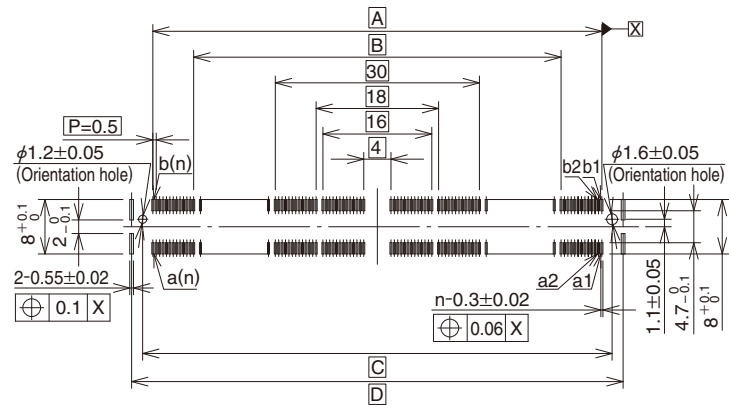 A
X
B
30
18
P=0.5
16
φ1.2±0.05
(Orientation hole)
b(n)
4
b2b1
φ1.6±0.05
(Orientation hole)
8 +0.1 0
2 0 -0.1
a(n)
a2
a1
2-0.55±0.02
0.1 X
n-0.3±0.02
0.06 X
1.1±0.05
4.7 0 -0.1
8 +0.1 0
C
D